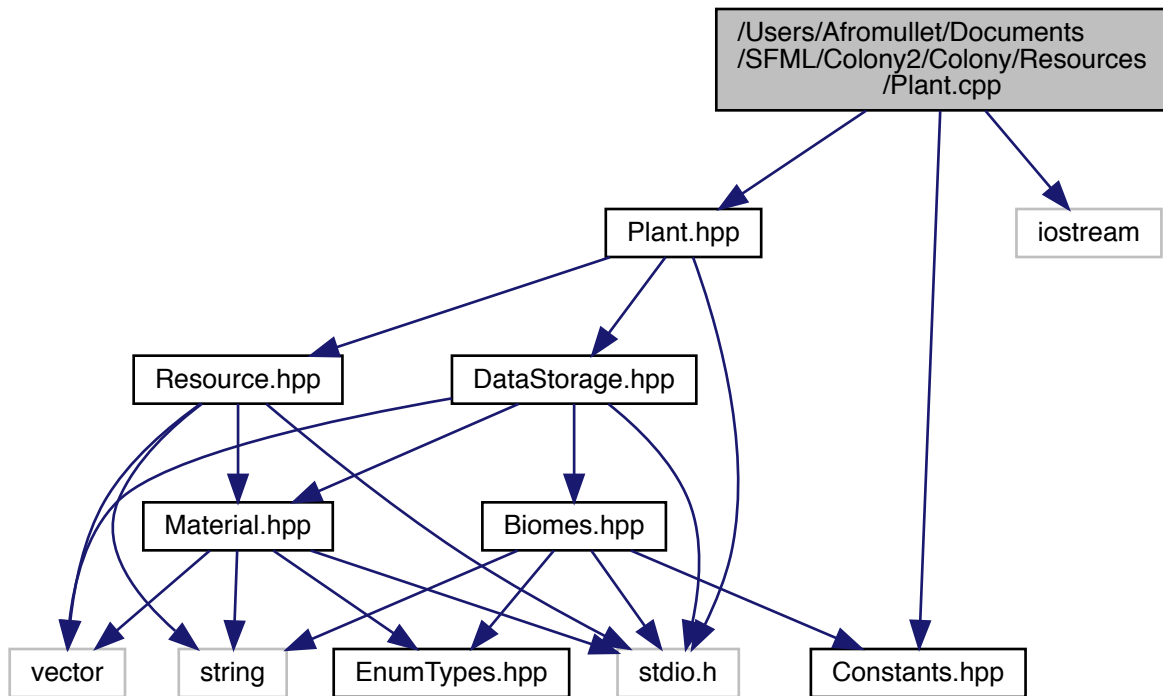 /Users/Afromullet/Documents
/SFML/Colony2/Colony/Resources
/Plant.cpp
Plant.hpp
iostream
Resource.hpp
DataStorage.hpp
Material.hpp
Biomes.hpp
vector
string
EnumTypes.hpp
stdio.h
Constants.hpp